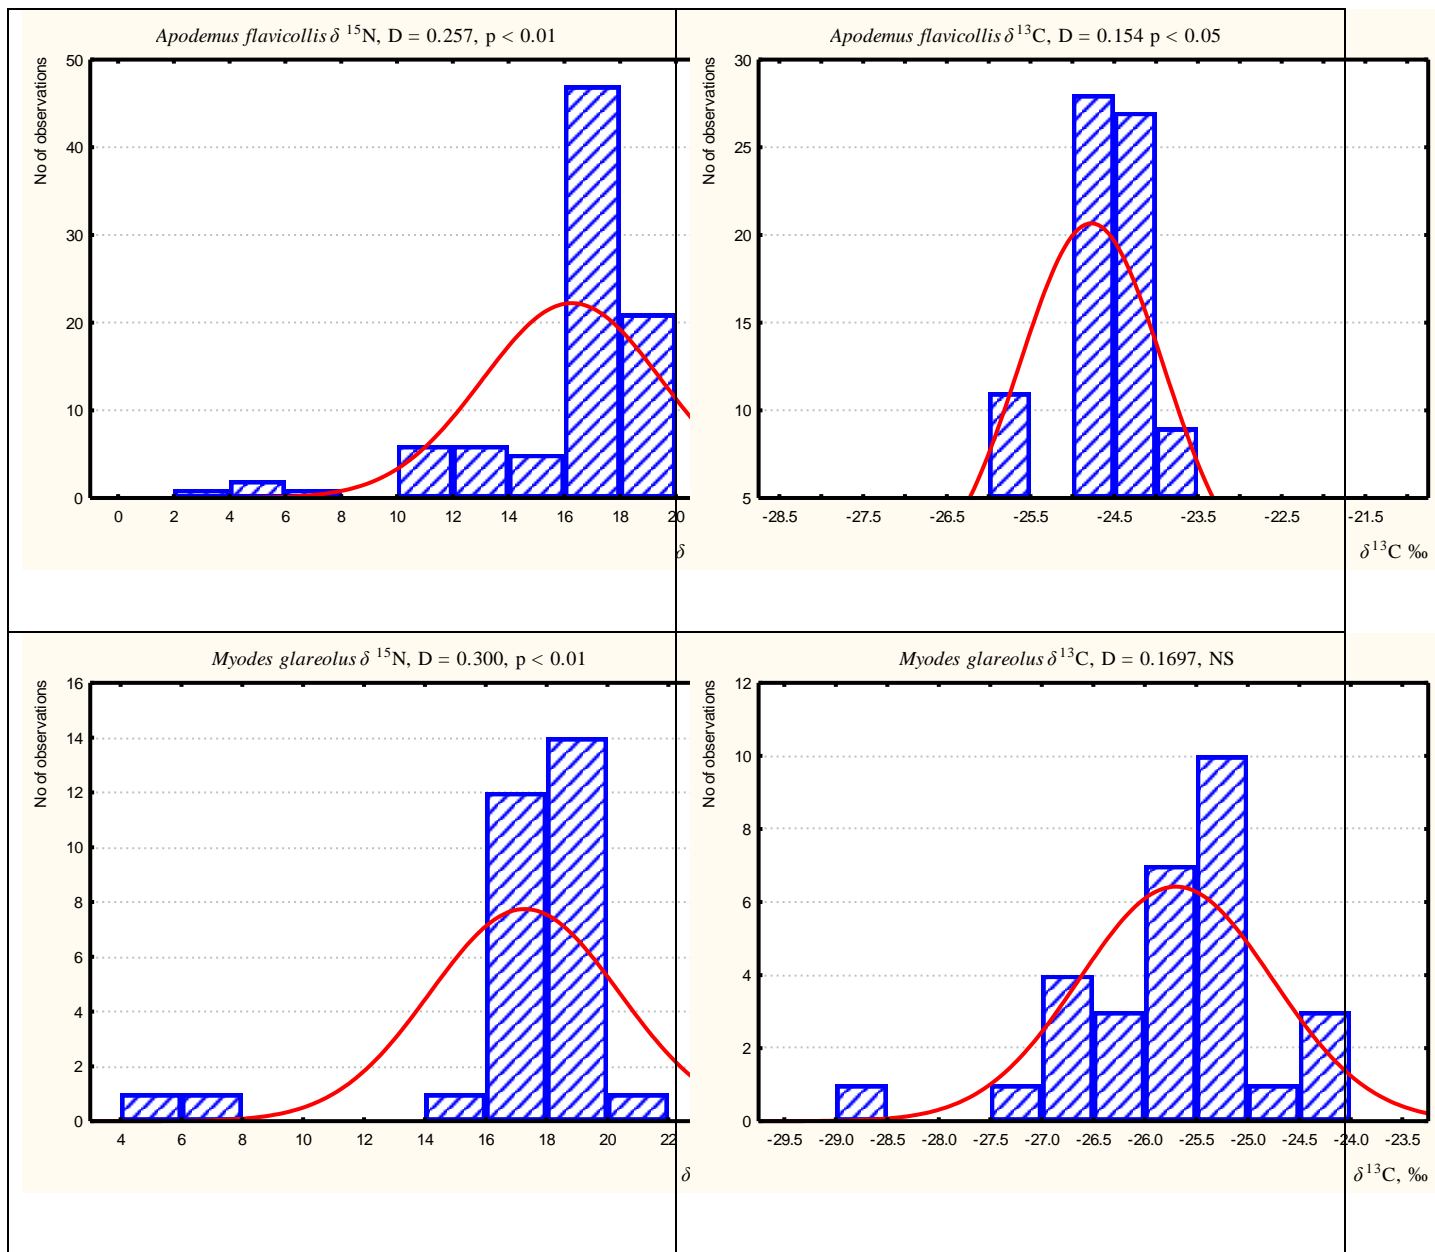 Apodemus flavicollis δ 15N, D = 0.257, p < 0.01
No of observations
50
40
30
20
10
0
0 2 4 6 8 10 12 14 16 18 20
δ
Apodemus flavicollis δ13C, D = 0.154 p < 0.05
No of observations
30
25
20
15
10
5
-28.5 -27.5 -26.5 -25.5 -24.5 -23.5 -22.5 -21.5
δ13C ‰
Myodes glareolus δ 15N, D = 0.300, p < 0.01
No of observations
16
14
12
10
8
6
4
2
0
4 6 8 10 12 14 16 18 20 22
δ
Myodes glareolus δ13C, D = 0.1697, NS
No of observations
12
10
8
6
4
2
0
-29.5 -29.0 -28.5 -28.0 -27.5 -27.0 -26.5 -26.0 -25.5 -25.0 -24.5 -24.0 -23.5
δ13C, ‰